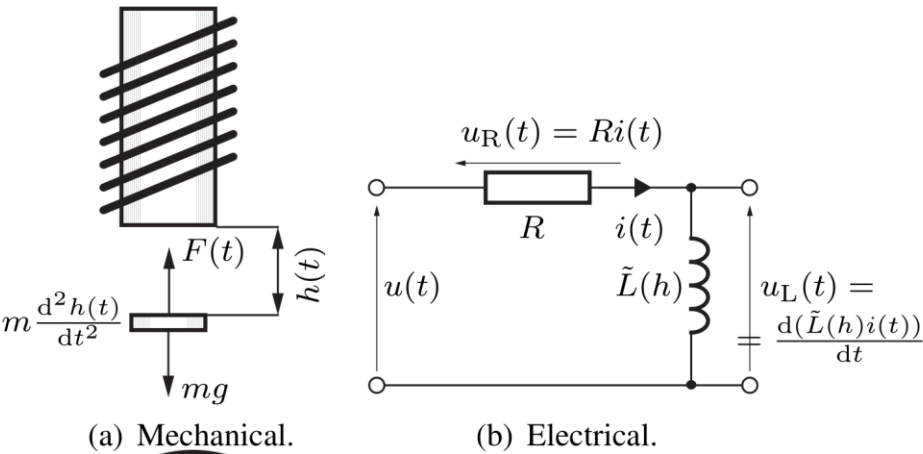 F(t)
h(t)
m d²h(t)/dt²
mg
(a) Mechanical.
u_R(t) = Ri(t)
R
i(t)
u(t)
L̃(h)
u_L(t) =
= d(L̃(h)i(t))/dt
(b) Electrical.